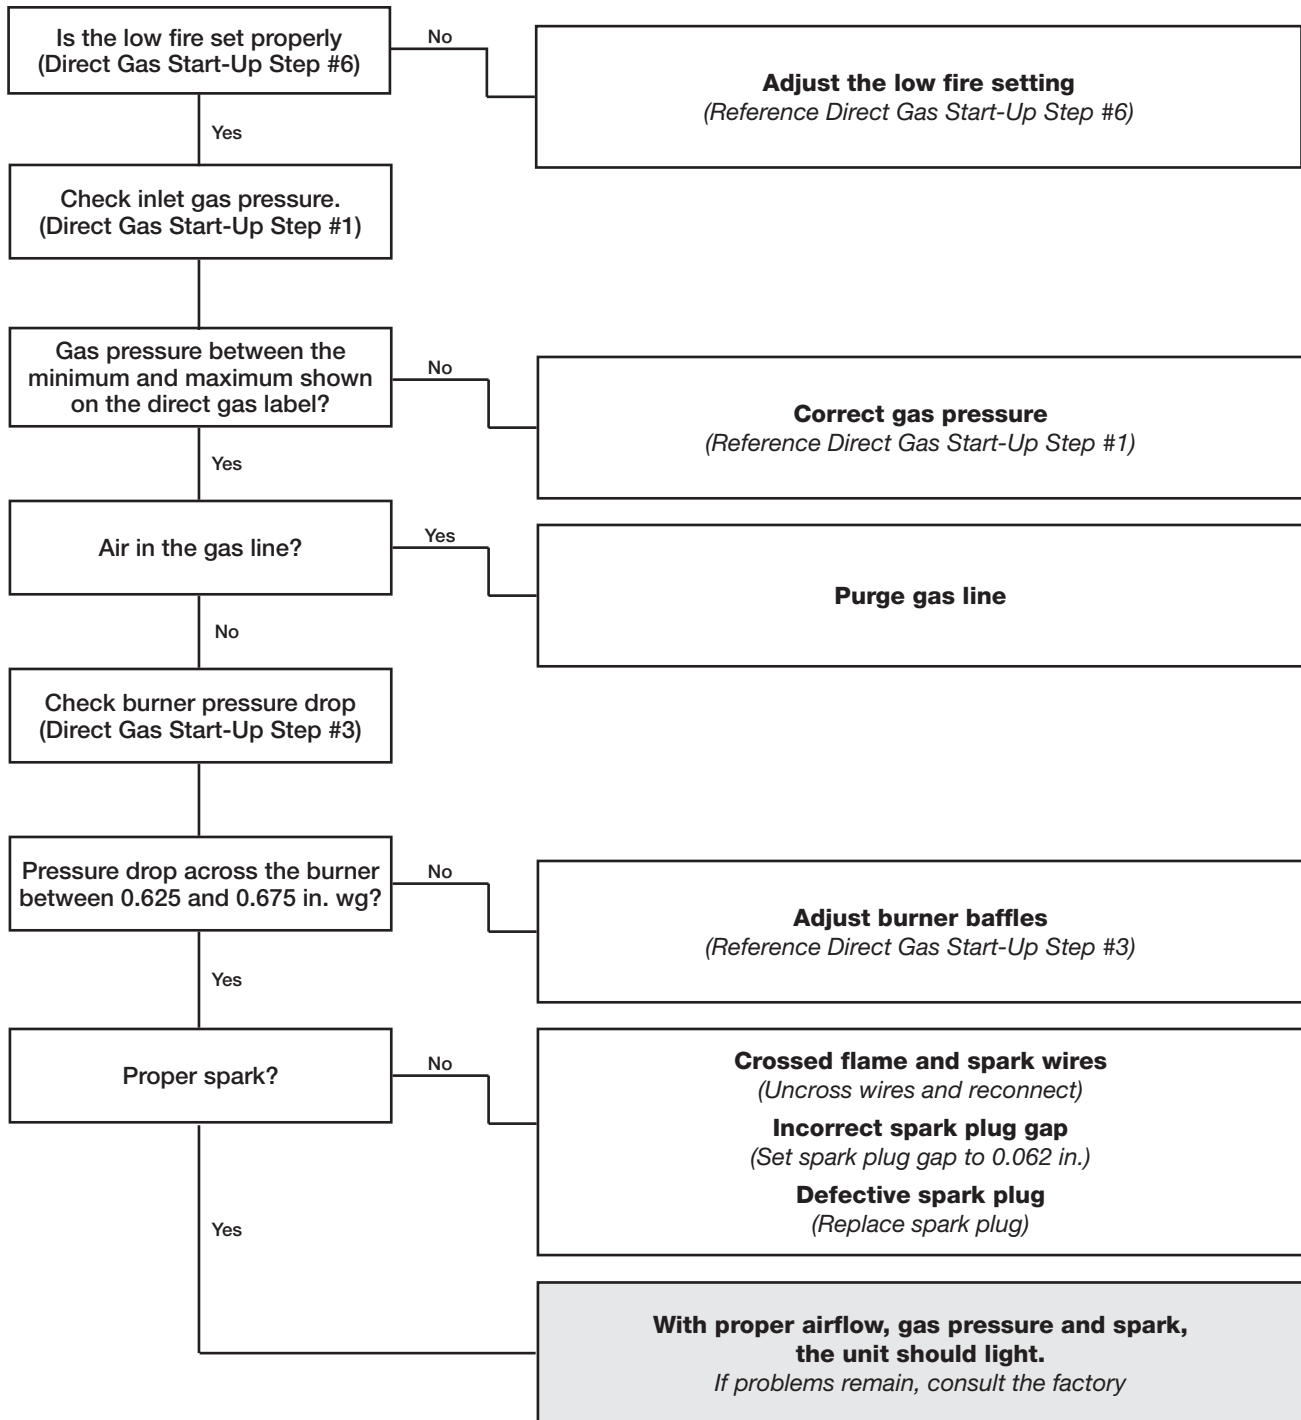 Is the low fire set properly
(Direct Gas Start-Up Step #6)
No
Adjust the low fire setting
(Reference Direct Gas Start-Up Step #6)
Yes
Check inlet gas pressure.
(Direct Gas Start-Up Step #1)
Gas pressure between the
minimum and maximum shown
on the direct gas label?
No
Correct gas pressure
(Reference Direct Gas Start-Up Step #1)
Yes
Air in the gas line?
Yes
Purge gas line
No
Check burner pressure drop
(Direct Gas Start-Up Step #3)
Pressure drop across the burner
between 0.625 and 0.675 in. wg?
No
Adjust burner baffles
(Reference Direct Gas Start-Up Step #3)
Yes
Proper spark?
No
Crossed flame and spark wires
(Uncross wires and reconnect)
Incorrect spark plug gap
(Set spark plug gap to 0.062 in.)
Defective spark plug
(Replace spark plug)
Yes
With proper airflow, gas pressure and spark,
the unit should light.
If problems remain, consult the factory